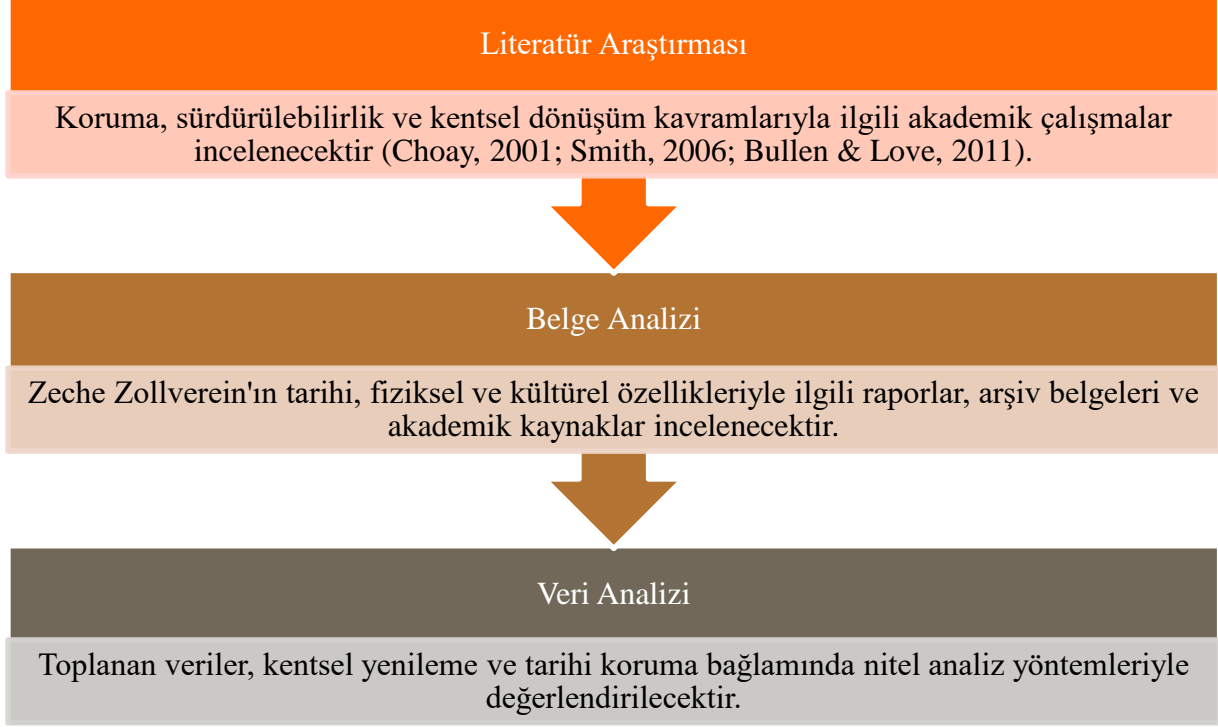 Literatür Araştırması
Koruma, sürdürülebilirlik ve kentsel dönüşüm kavramlarıyla ilgili akademik çalışmalar
incelenecektir (Choay, 2001; Smith, 2006; Bullen & Love, 2011).
Belge Analizi
Zeche Zollverein'ın tarihi, fiziksel ve kültürel özellikleriyle ilgili raporlar, arşiv belgeleri ve
akademik kaynaklar incelenecektir.
Veri Analizi
Toplanan veriler, kentsel yenileme ve tarihi koruma bağlamında nitel analiz yöntemleriyle
değerlendirilecektir.